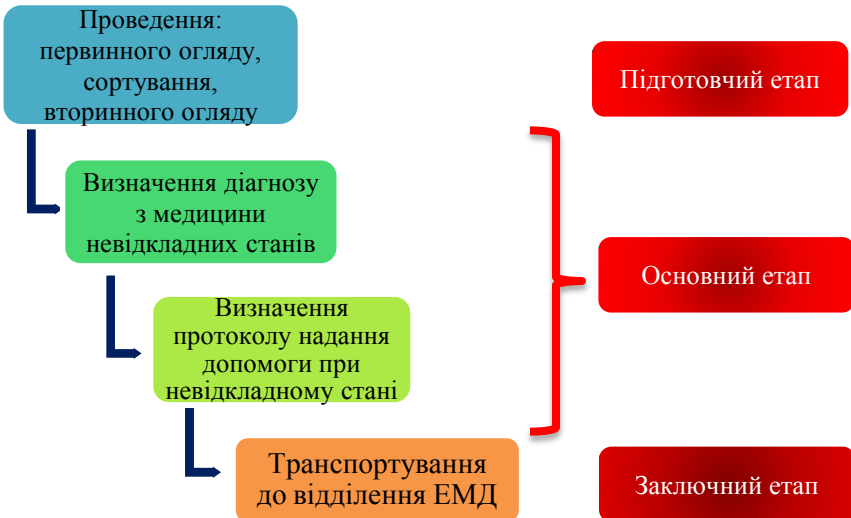 Проведення:
первинного огляду,
сортування,
вторинного огляду
Підготовчий етап
Визначення діагнозу
з медицини
невідкладних станів
Основний етап
Визначення
протоколу надання
допомоги при
невідкладному стані
Транспортування
до відділення ЕМД
Заключний етап